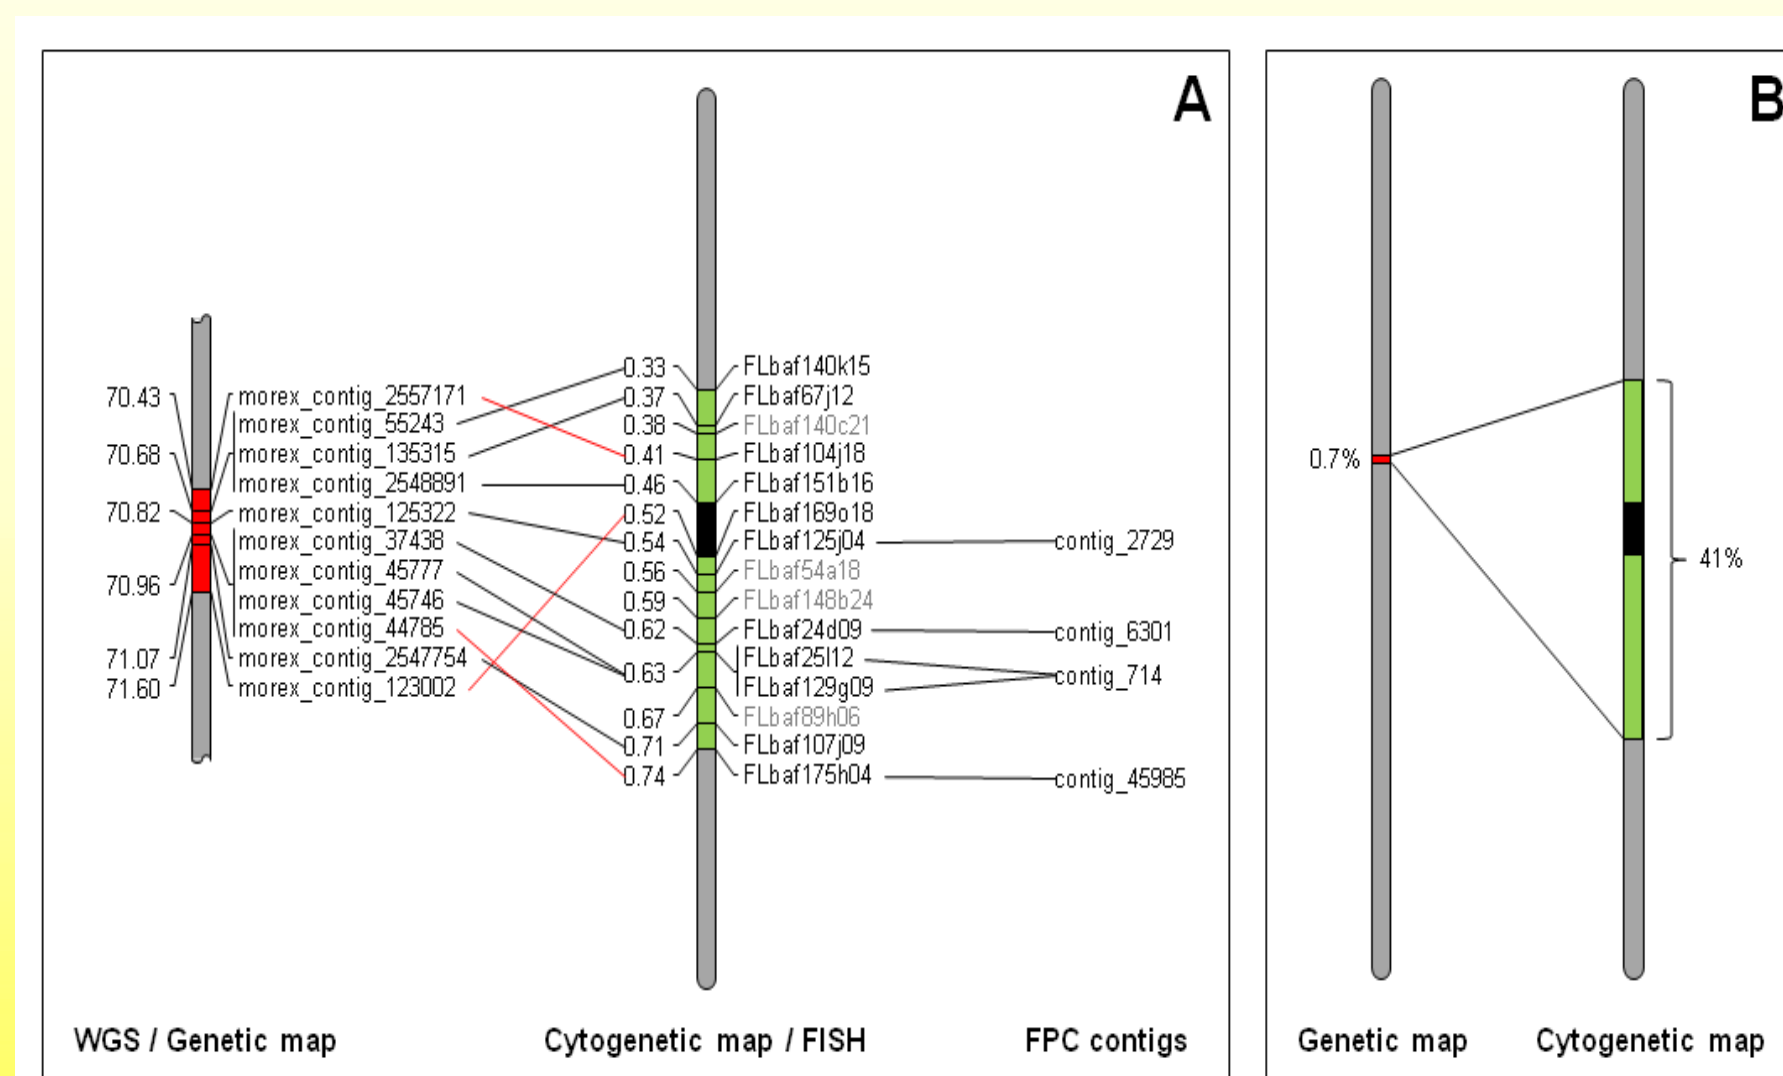 A
70.43
70.68
70.82
70.96
71.07
71.60
morex_contig_2557171
morex_contig_55243
morex_contig_135315
morex_contig_2548891
morex_contig_125322
morex_contig_37438
morex_contig_45777
morex_contig_45746
morex_contig_44785
morex_contig_2547754
morex_contig_123002
0.33
0.37
0.38
0.41
0.46
0.52
0.54
0.56
0.59
0.62
0.63
0.67
0.71
0.74
FLbaf140k15
FLbaf67j12
FLbaf140c21
FLbaf104j18
FLbaf151b16
FLbaf169o18
FLbaf125j04
FLbaf54a18
FLbaf148b24
FLbaf24d09
FLbaf25l12
FLbaf129g09
FLbaf89h06
FLbaf107j09
FLbaf175h04
contig_2729
contig_6301
contig_714
contig_45985
WGS / Genetic map
Cytogenetic map / FISH
FPC contigs
B
0.7%
41%
Genetic map
Cytogenetic map